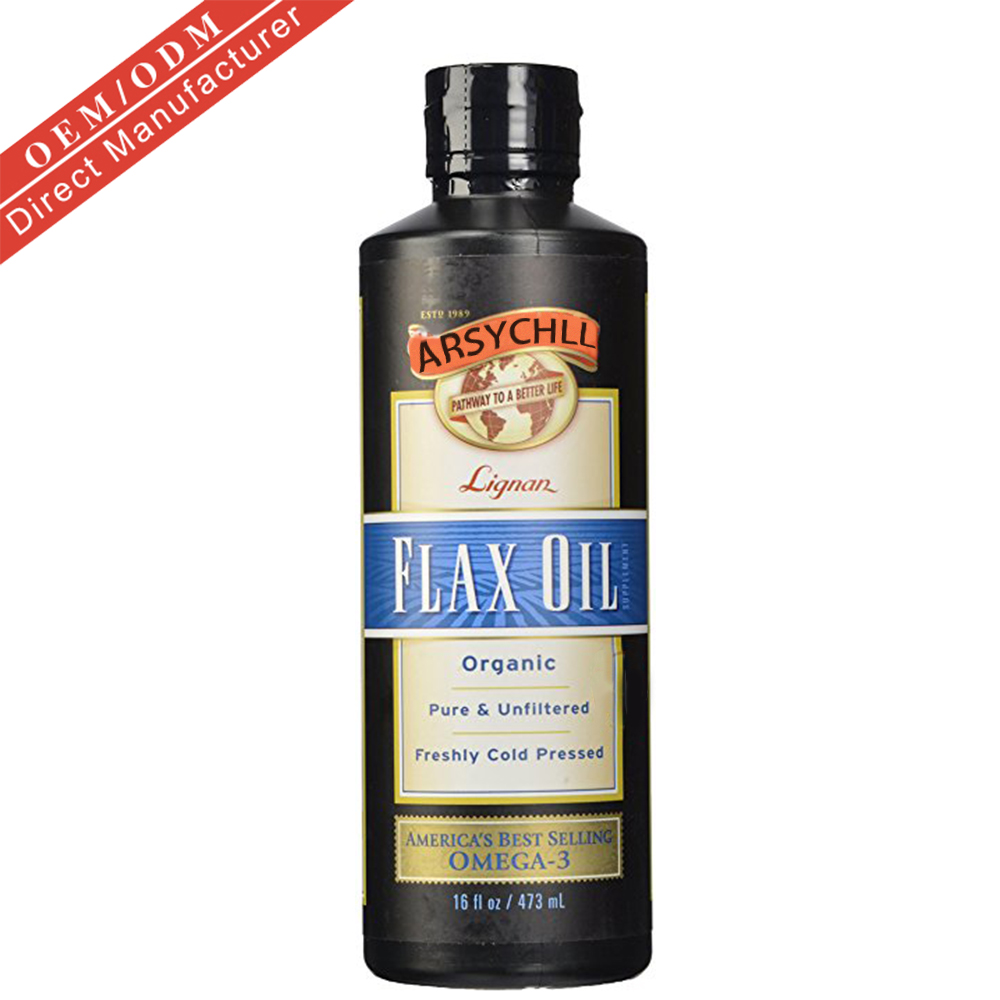 OEM/ODM
Direct Manufacturer
ESTD 1989
ARSYCHLL
PATHWAY TO A BETTER LIFE
Lignan
FLAX OIL
SUPPLEMENT
Organic
Pure & Unfiltered
Freshly Cold Pressed
AMERICA'S BEST SELLING
OMEGA-3
16 fl oz / 473 mL